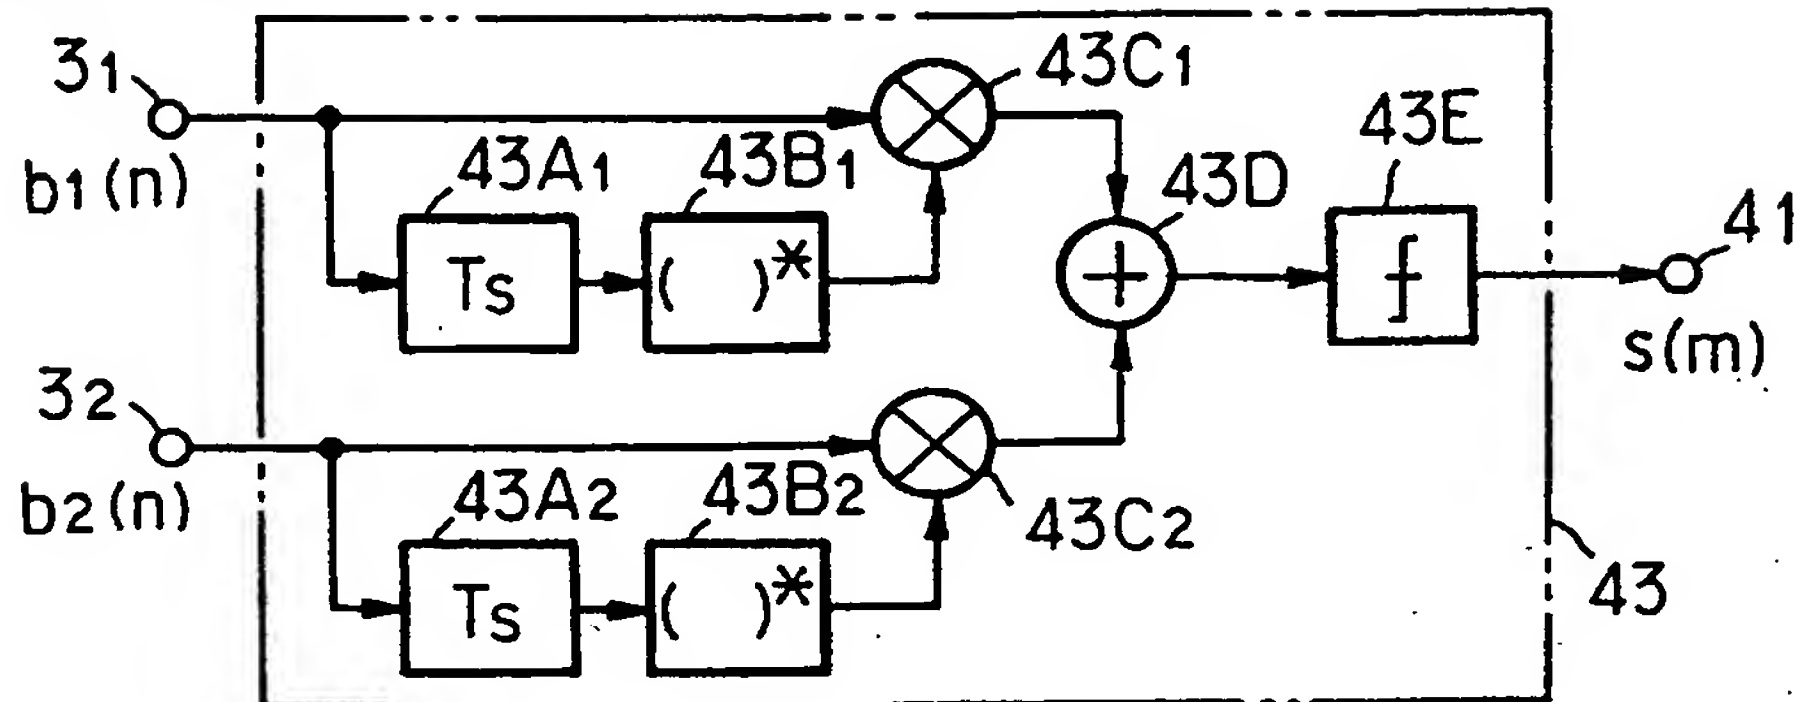 31
43C1
43E
b1(n)
43A1
43B1
43D
Ts
( )*
41
s(m)
32
b2(n)
43A2
43B2
43C2
Ts
( )*
43